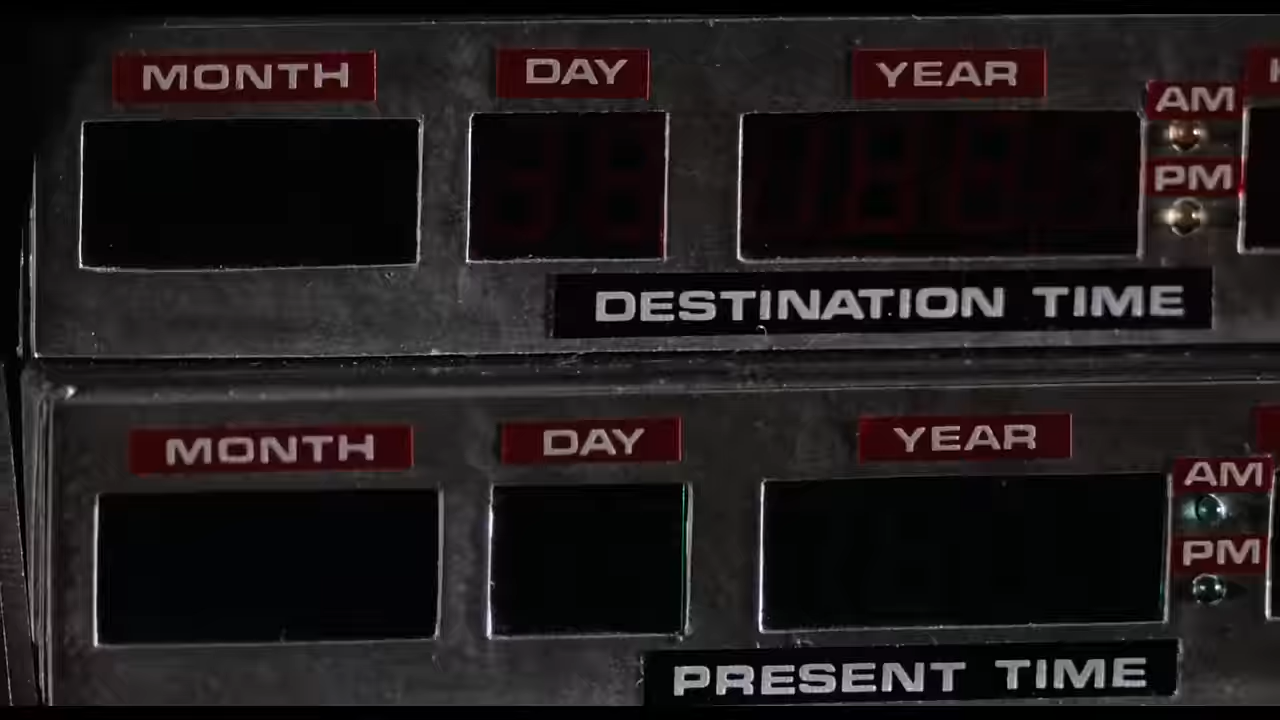 MONTH DAY YEAR
AM
PM
DESTINATION TIME
MONTH DAY YEAR
AM
PM
PRESENT TIME